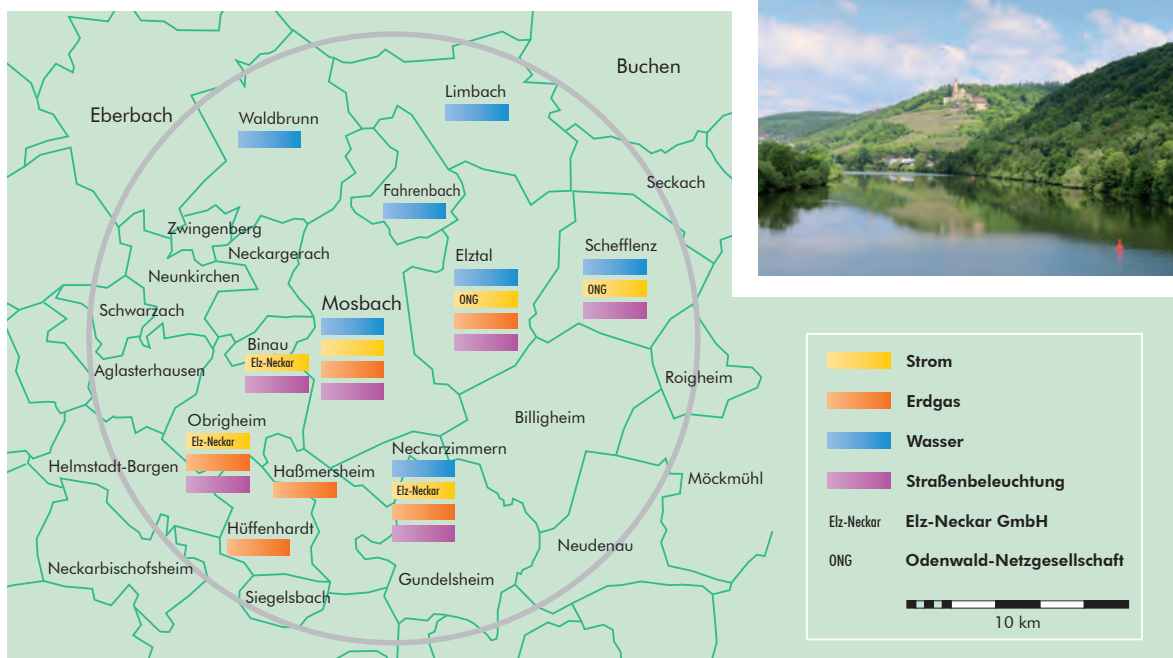 Buchen
Limbach
Eberbach
Waldbrunn
Seckach
Fahrenbach
Zwingenberg
Schefflenz
ONG
Neckargerach
Elztal
ONG
Neunkirchen
Mosbach
Schwarzach
Binau
Elz-Neckar
Aglasterhausen
Roigheim
Billigheim
Obrigheim
Elz-Neckar
Neckarzimmern
Elz-Neckar
Helmstadt-Bargen
Haßmersheim
Möckmühl
Hüffenhardt
Neudenau
Neckarbischofsheim
Gundelsheim
Siegelsbach
Strom
Erdgas
Wasser
Straßenbeleuchtung
Elz-Neckar Elz-Neckar GmbH
ONG Odenwald-Netzgesellschaft
10 km